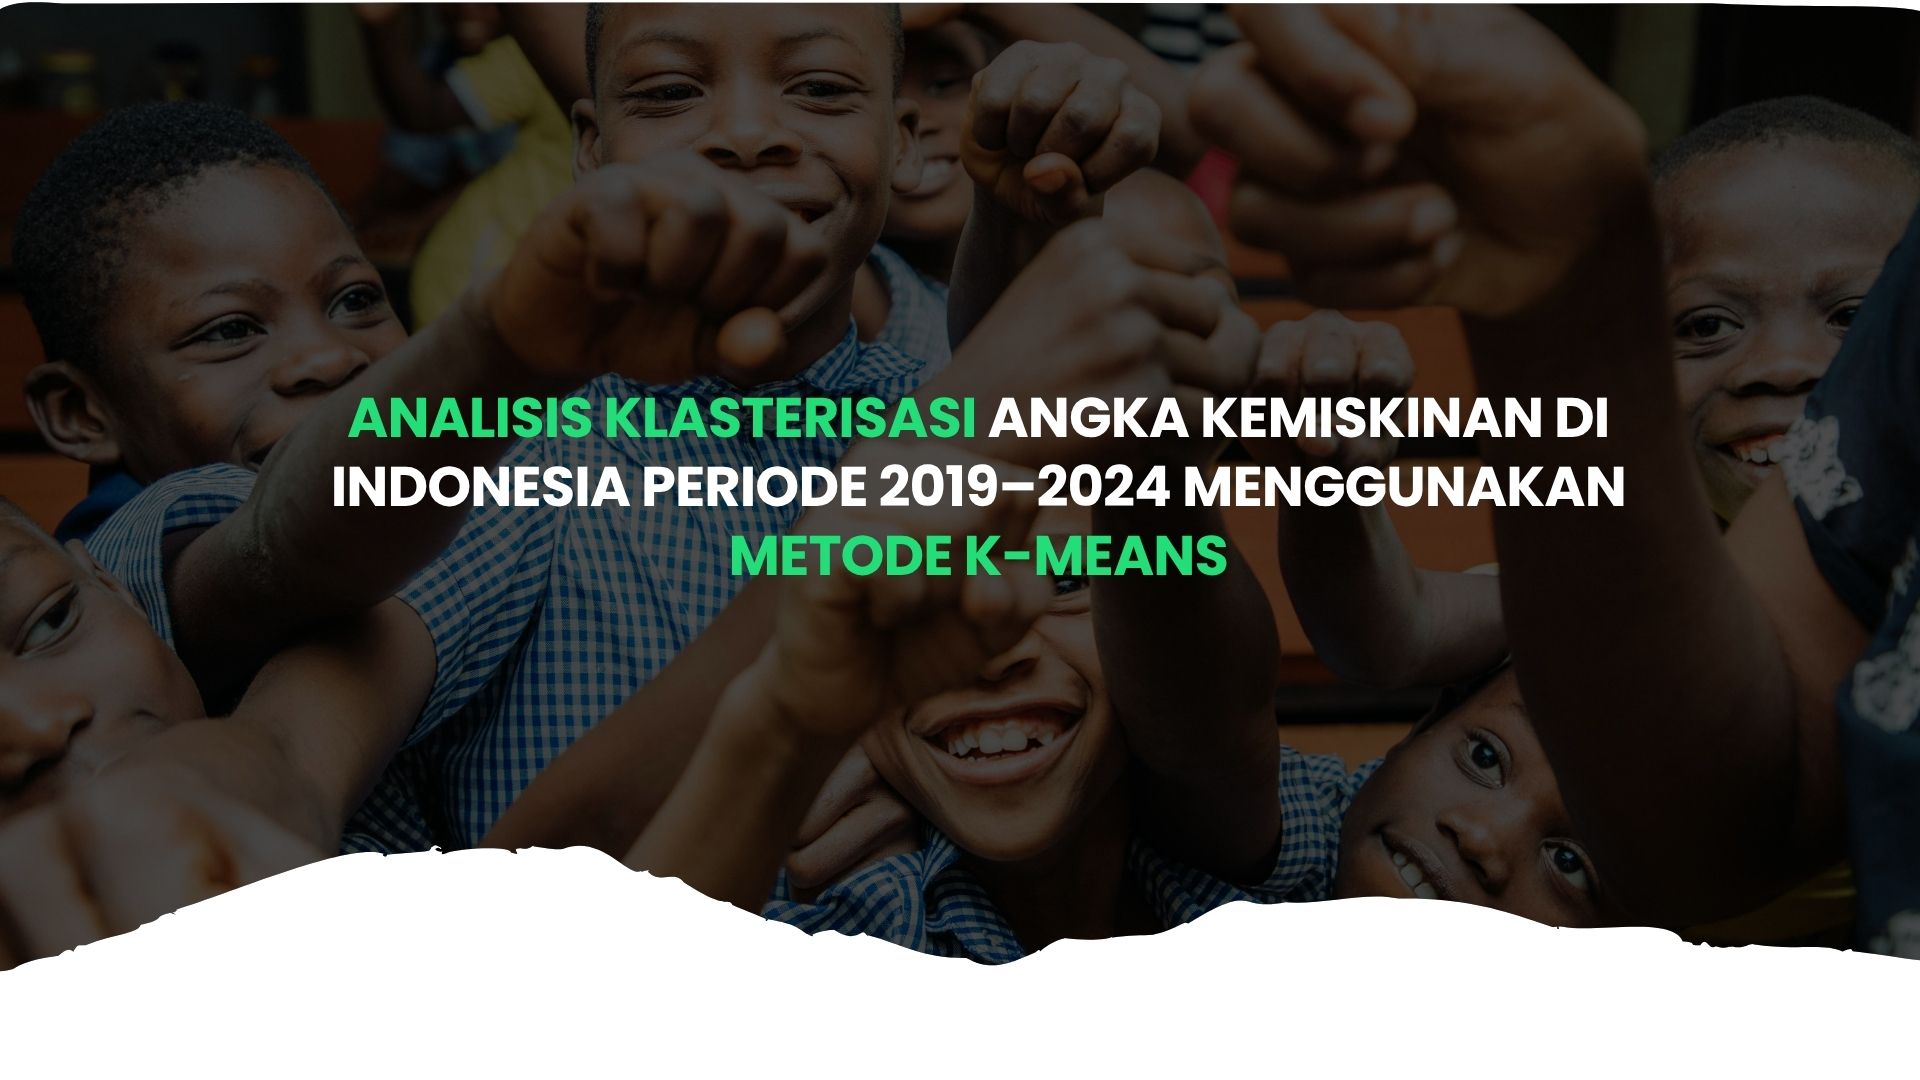 ANALISIS KLASTERISASI ANGKA KEMISKINAN DI
INDONESIA PERIODE 2019–2024 MENGGUNAKAN
METODE K-MEANS